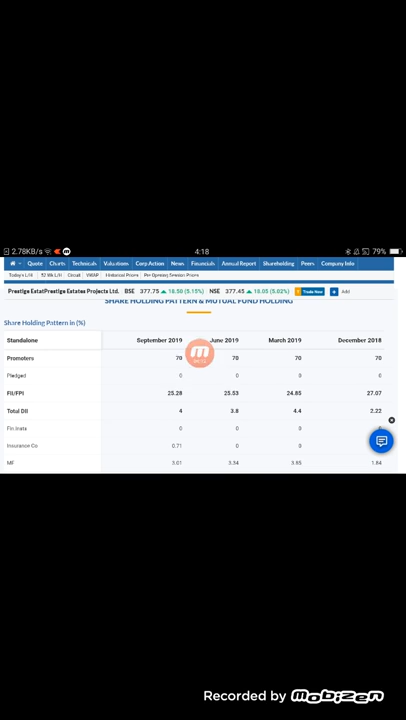 2.78KB/s 4:18 79%
Quote Charts Technicals Valuations Corp Action News Financials Annual Report Shareholding Peers Company Info
Today's L/H 52 Wk L/H Circuit VWAP Historical Prices Pre Opening Session Prices
Prestige EstatPrestige Estates Projects Ltd. BSE 377.75 18.50 (5.15%) NSE 377.45 18.05 (5.02%) Trade Now Add
SHARE HOLDING PATTERN & MUTUAL FUND HOLDING
Share Holding Pattern in (%)
Standalone September 2019 June 2019 March 2019 December 2018
Promoters 70 70 70 70
Pledged 0 0 0 0
FII/FPI 25.28 25.53 24.85 27.07
Total DII 4 3.8 4.4 2.22
Fin Insts 0 0 0
Insurance Co 0.71 0 0
MF 3.34 3.85 1.84
Recorded by MOBIZEN